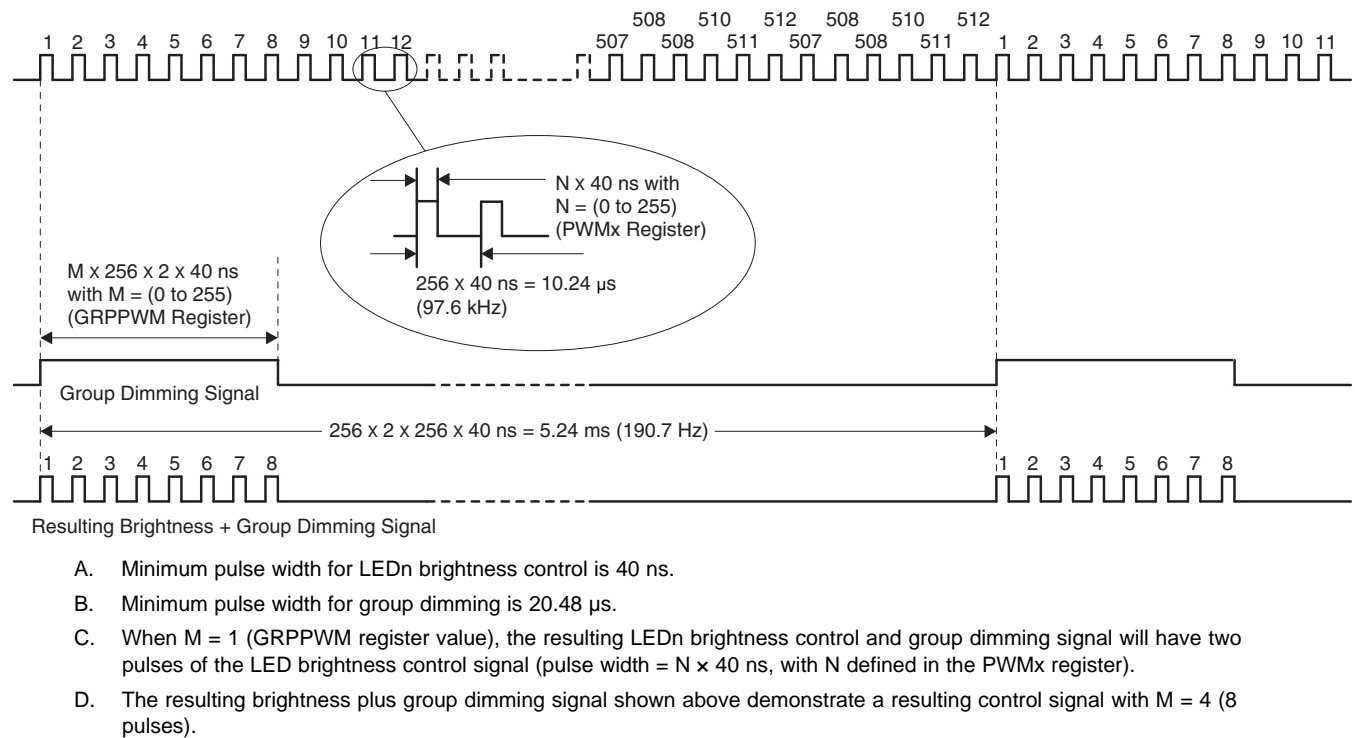 508 510 512 508 510 512
1 2 3 4 5 6 7 8 9 10 11 12 507 508 511 507 508 511 1 2 3 4 5 6 7 8 9 10 11
N x 40 ns with
N = (0 to 255)
(PWMx Register)
256 x 40 ns = 10.24 µs
(97.6 kHz)
M x 256 x 2 x 40 ns
with M = (0 to 255)
(GRPPWM Register)
Group Dimming Signal
256 x 2 x 256 x 40 ns = 5.24 ms (190.7 Hz)
1 2 3 4 5 6 7 8 1 2 3 4 5 6 7 8
Resulting Brightness + Group Dimming Signal
A. Minimum pulse width for LEDn brightness control is 40 ns.
B. Minimum pulse width for group dimming is 20.48 µs.
C. When M = 1 (GRPPWM register value), the resulting LEDn brightness control and group dimming signal will have two
pulses of the LED brightness control signal (pulse width = N × 40 ns, with N defined in the PWMx register).
D. The resulting brightness plus group dimming signal shown above demonstrate a resulting control signal with M = 4 (8
pulses).